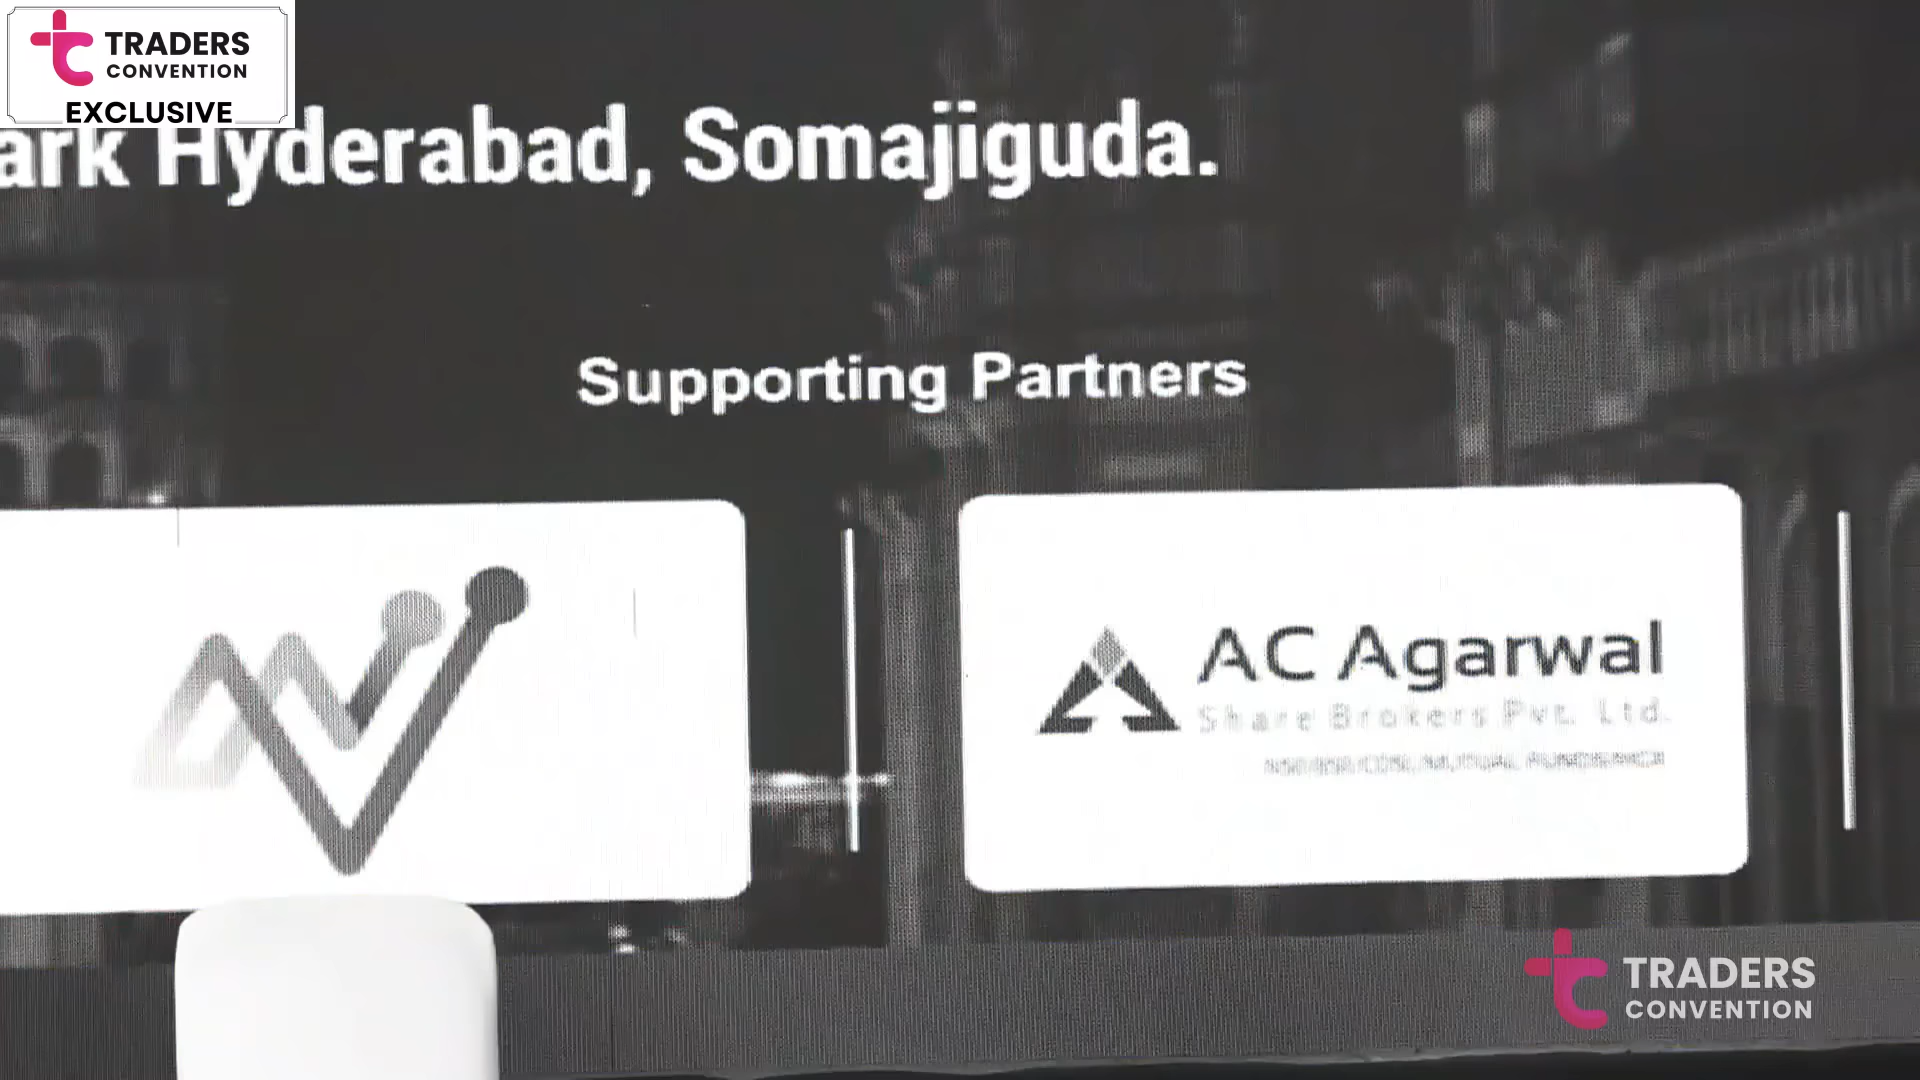 TRADERS
CONVENTION
EXCLUSIVE
ark Hyderabad, Somajiguda.
Supporting Partners
AC Agarwal
Share Brokers Pvt. Ltd.
TRADERS
CONVENTION